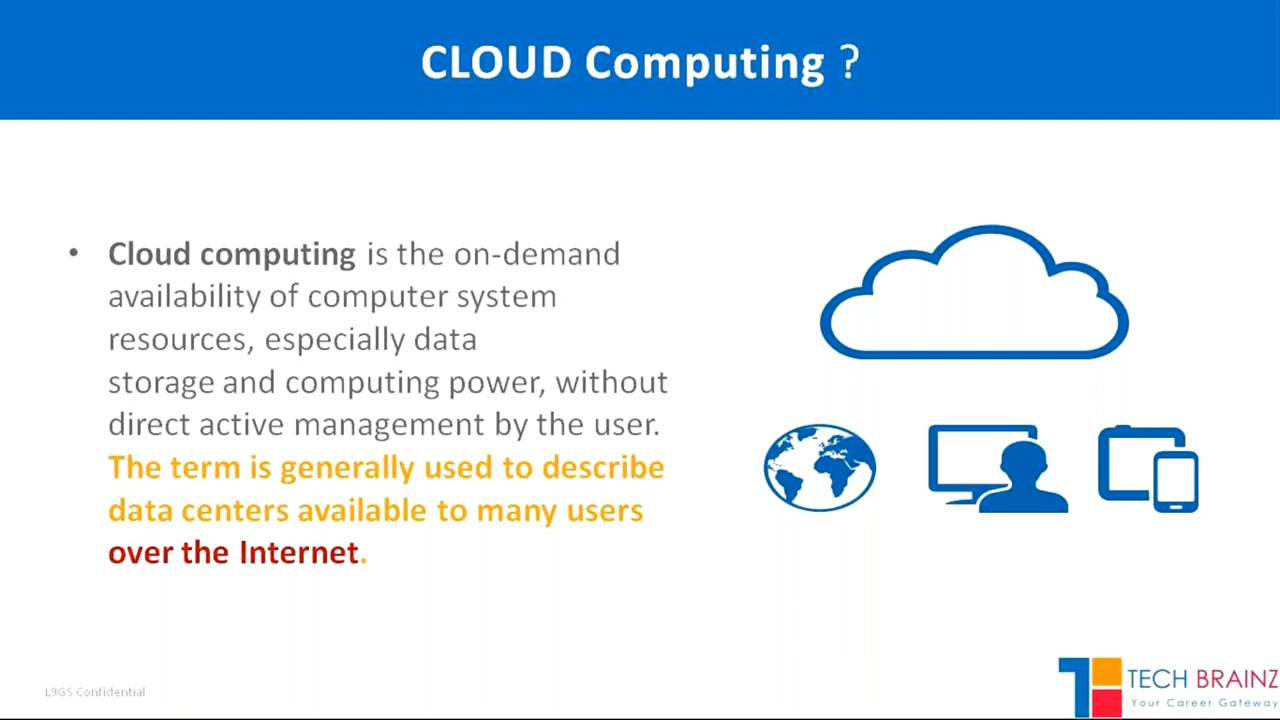 CLOUD Computing ?
• Cloud computing is the on-demand
availability of computer system
resources, especially data
storage and computing power, without
direct active management by the user.
The term is generally used to describe
data centers available to many users
over the Internet.
L9GS Confidential
TECH BRAINZ
Your Career Gateway